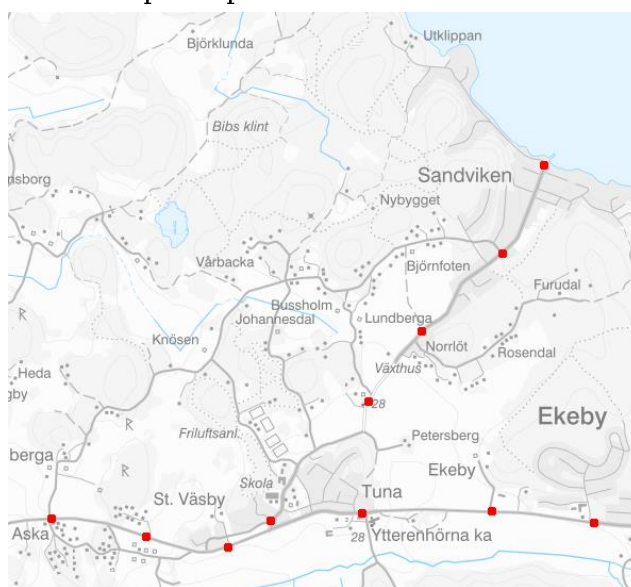 Utklippan
Björklunda
Bibs klint
Sandviken
nsborg
Nybygget
Vårbacka
Björnfoten
Furudal
Bussholm
Johannesdal
Lundberga
Knösen
Norrlöt
Rosendal
Växthus
Heda
gby
28
Ekeby
Friluftsanl.
Petersberg
berga
Ekeby
Skola
St. Väsby
Tuna
Aska
28
Ytterenhörna ka
R
R
R